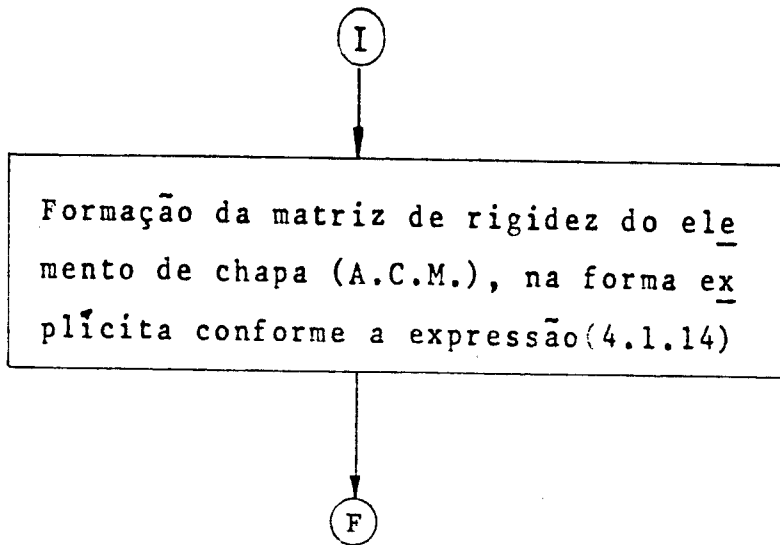 I
Formação da matriz de rigidez do ele
mento de chapa (A.C.M.), na forma ex
plícita conforme a expressão(4.1.14)
F